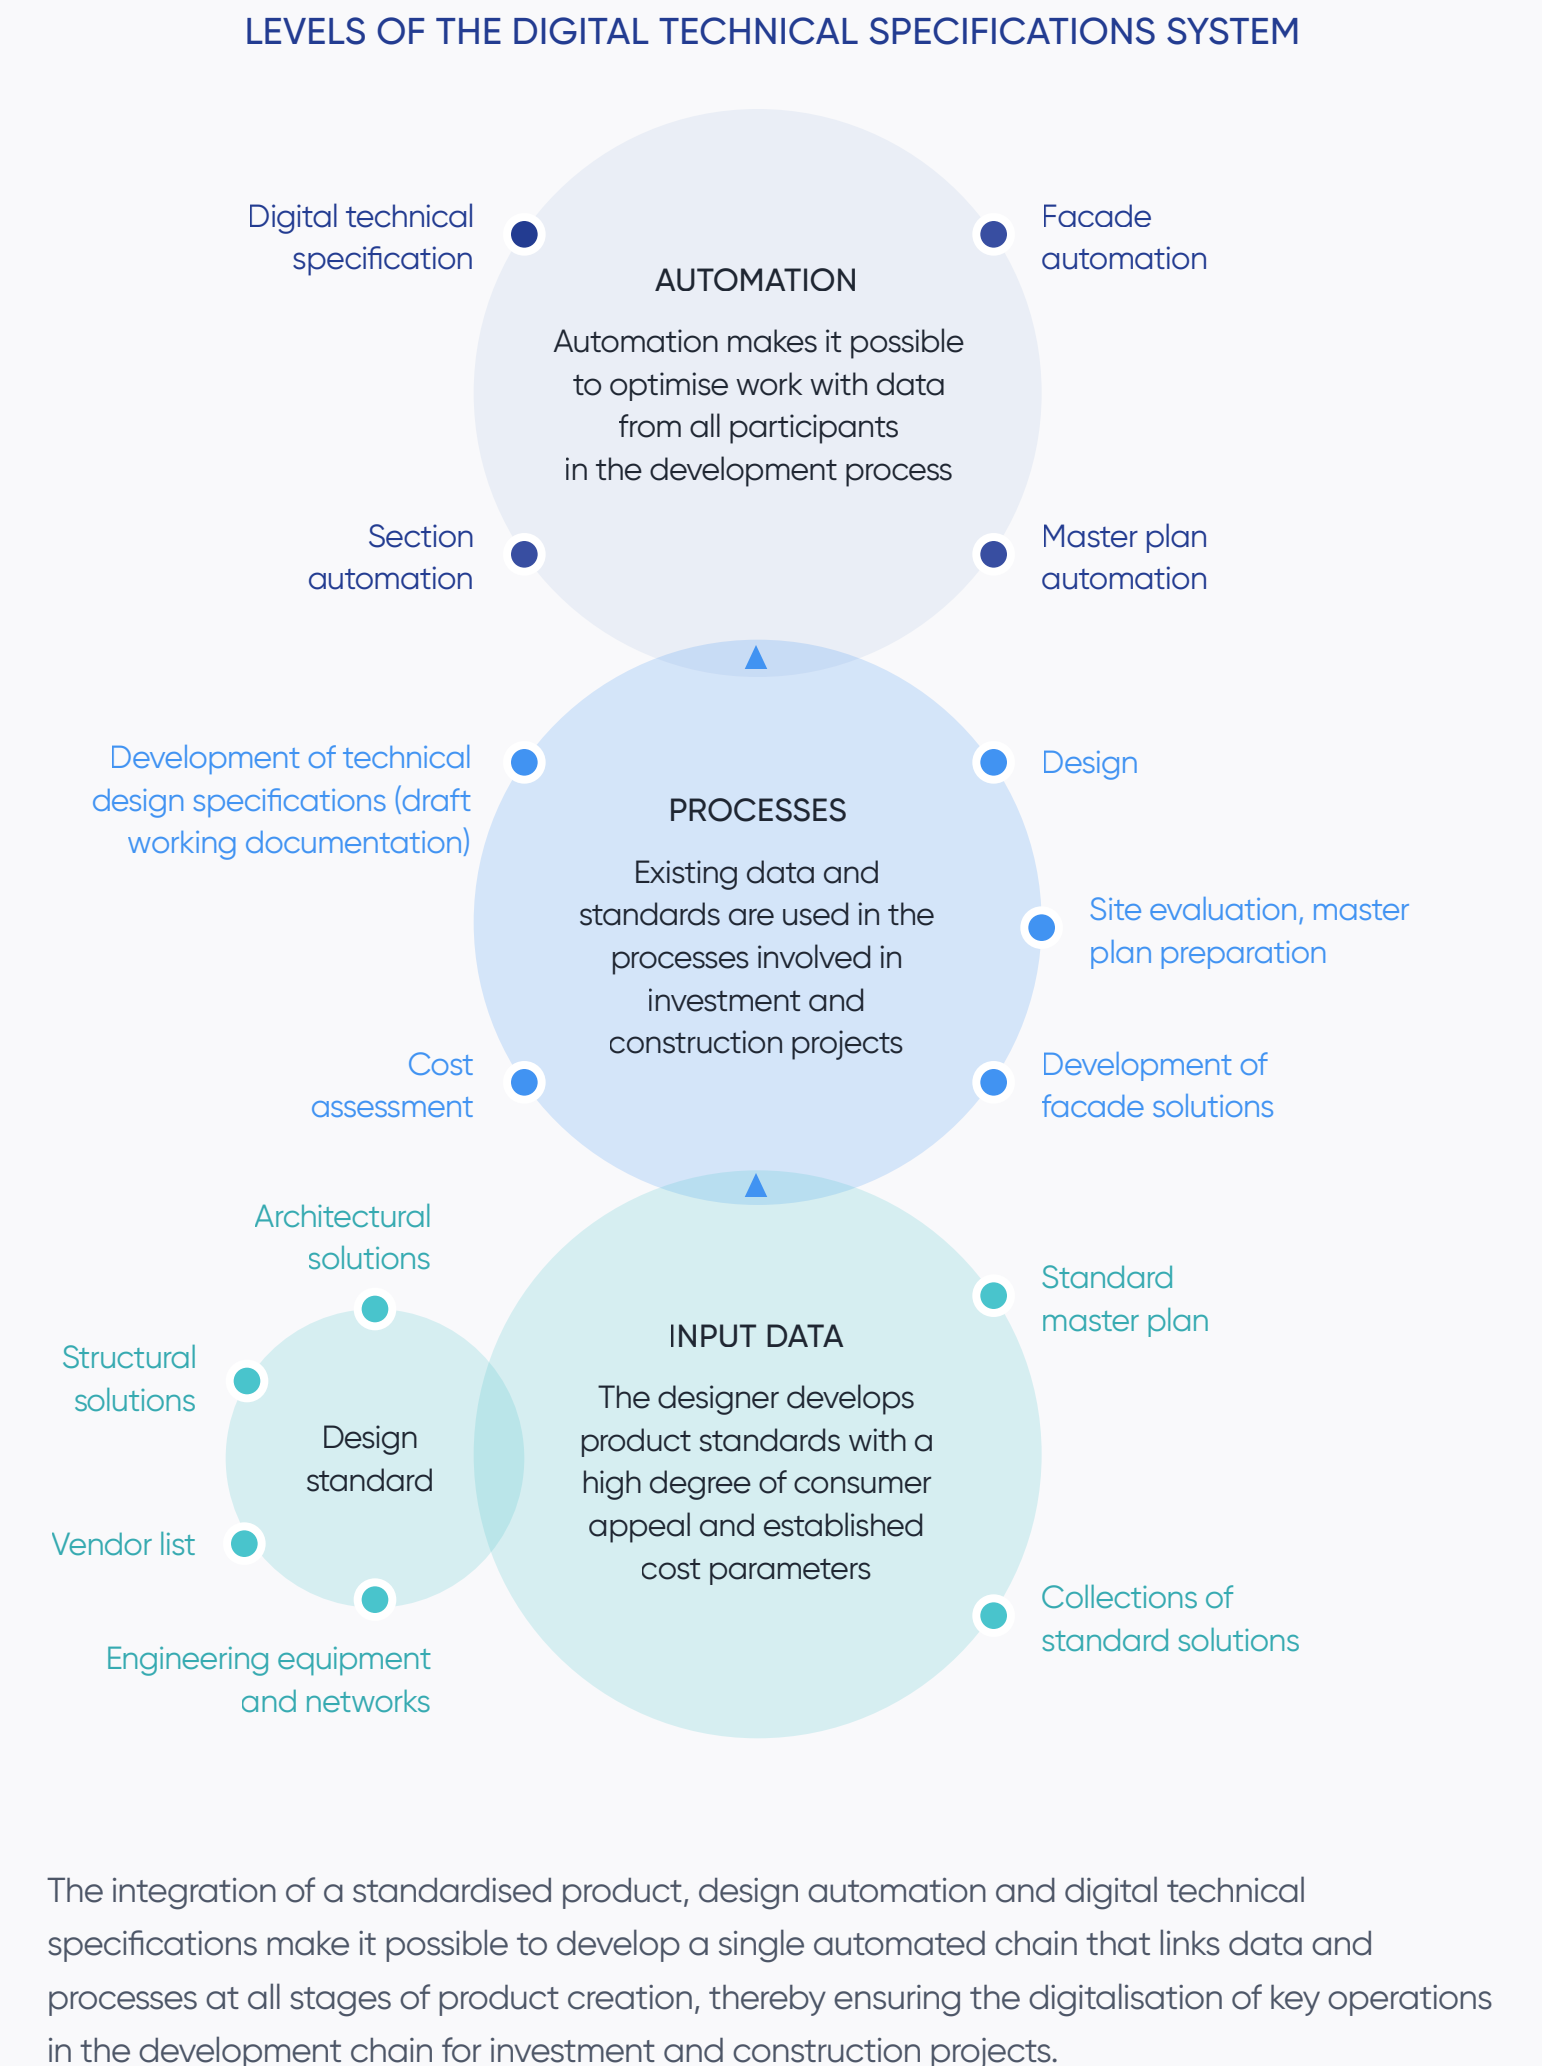 LEVELS OF THE DIGITAL TECHNICAL SPECIFICATIONS SYSTEM
Digital technical
specification
Facade
automation
AUTOMATION
Automation makes it possible
to optimise work with data
from all participants
in the development process
Section
automation
Master plan
automation
Development of technical
design specifications (draft
working documentation)
Design
PROCESSES
Existing data and
standards are used in the
processes involved in
investment and
construction projects
Site evaluation, master
plan preparation
Cost
assessment
Development of
facade solutions
Architectural
solutions
Structural
solutions
Design
standard
Vendor list
Engineering equipment
and networks
INPUT DATA
The designer develops
product standards with a
high degree of consumer
appeal and established
cost parameters
Standard
master plan
Collections of
standard solutions
The integration of a standardised product, design automation and digital technical
specifications make it possible to develop a single automated chain that links data and
processes at all stages of product creation, thereby ensuring the digitalisation of key operations
in the development chain for investment and construction projects.